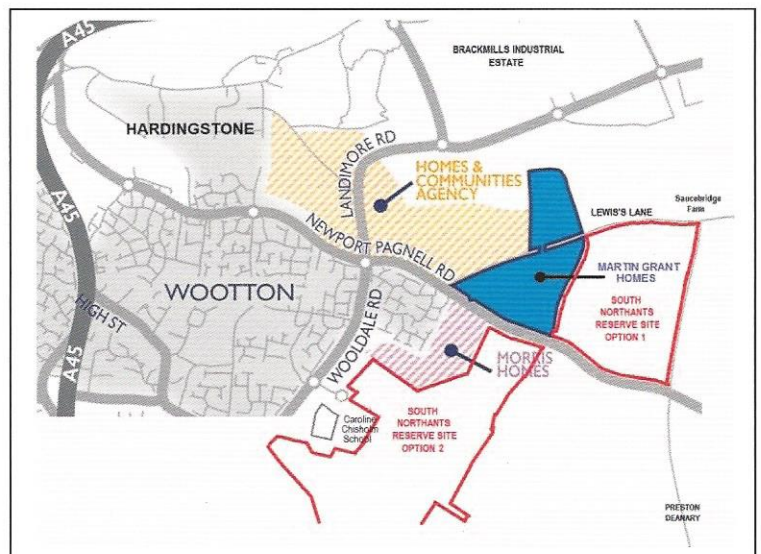 A45
BRACKMILLS INDUSTRIAL
ESTATE
HARDINGSTONE
LANDIMORE RD
HOMES &
COMMUNITIES
AGENCY
Saucebridge
Farm
LEWIS'S LANE
A45
NEWPORT PAGNELL RD
MARTIN GRANT
HOMES
WOOTTON
SOUTH
NORTHANTS
RESERVE SITE
OPTION 1
HIGH ST
WOOLDALE RD
MORRIS
HOMES
A45
Caroline
Chisholm
School
SOUTH
NORTHANTS
RESERVE SITE
OPTION 2
PRESTON
DEANARY